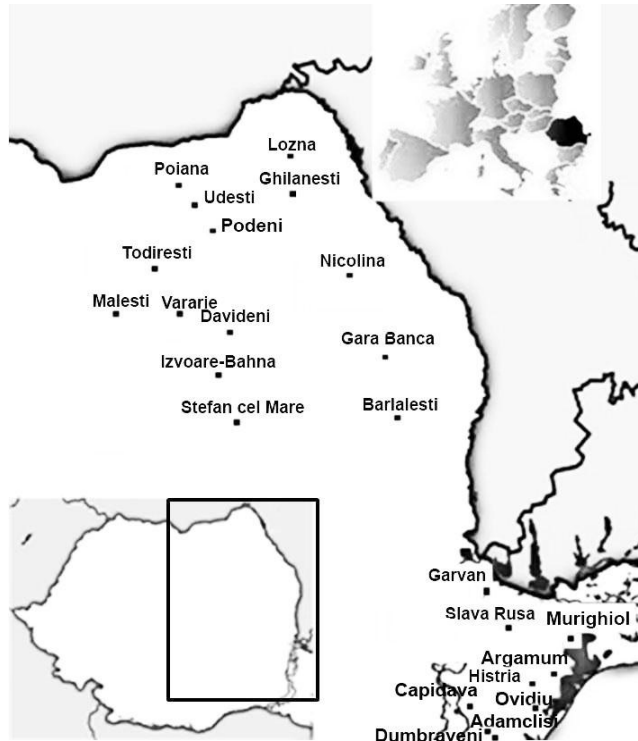 Lozna
Poiana
Ghilanesti
Udesti
Podeni
Todiresti
Nicolina
Malesti
Vararie
Davideni
Gara Banca
Izvoare-Bahna
Stefan cel Mare
Barlalesti
Garvan
Slava Rusa
Murighiol
Argamum
Histria
Capidava
Ovidiu
Adamclisi
Dumbraveni